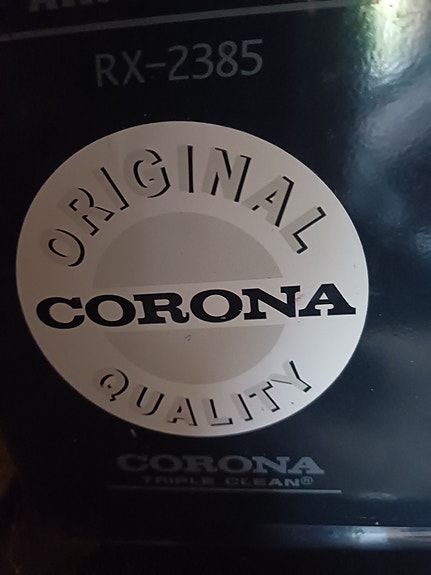 RX-2385
ORIGINAL
CORONA
QUALITY
CORONA
TRIPLE CLEAN®